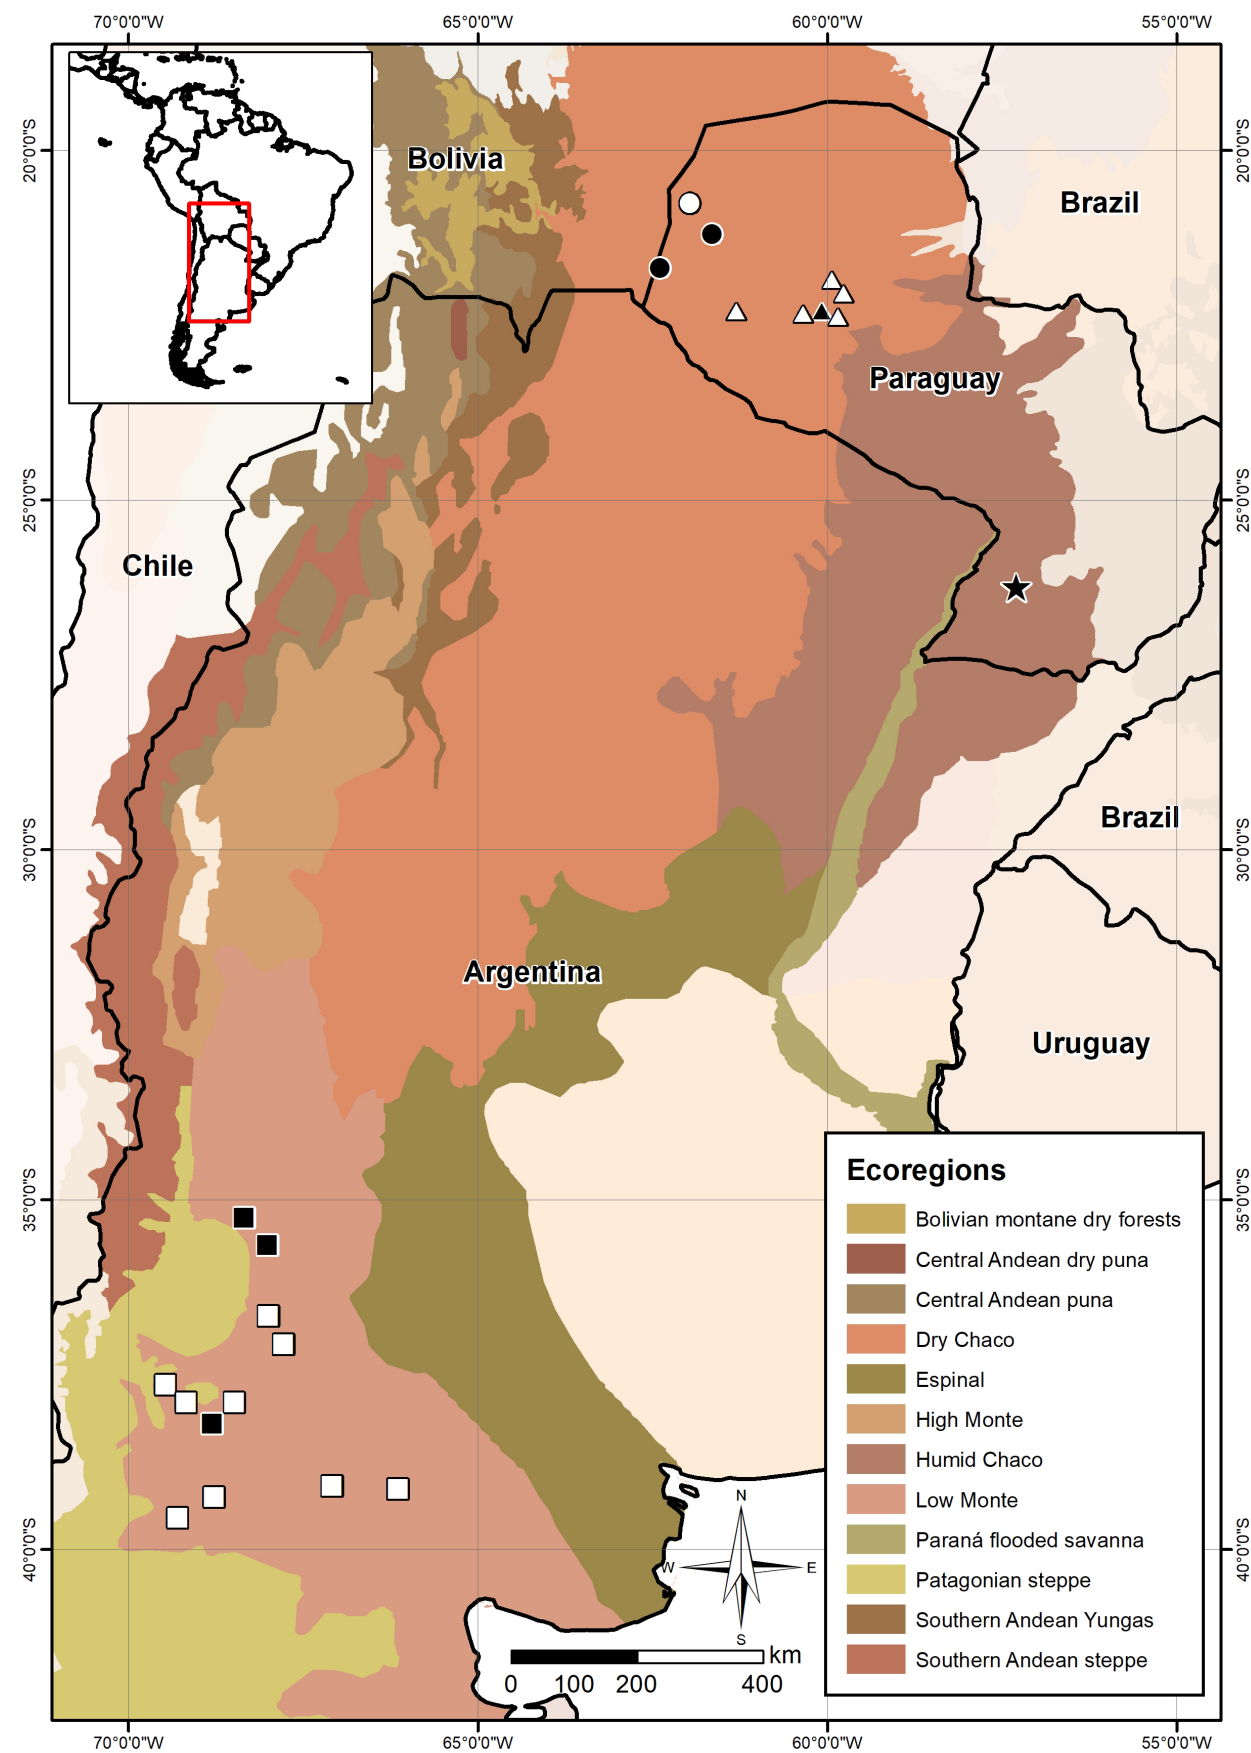 70°0'0"W
65°0'0"W
60°0'0"W
55°0'0"W
20°0'0"S
20°0'0"S
Bolivia
Brazil
Paraguay
25°0'0"S
25°0'0"S
Chile
Brazil
30°0'0"S
30°0'0"S
Argentina
Uruguay
35°0'0"S
35°0'0"S
Ecoregions
Bolivian montane dry forests
Central Andean dry puna
Central Andean puna
Dry Chaco
Espinal
High Monte
Humid Chaco
Low Monte
Paraná flooded savanna
Patagonian steppe
Southern Andean Yungas
Southern Andean steppe
N
W
E
S
40°0'0"S
40°0'0"S
km
0 100 200 400
70°0'0"W
65°0'0"W
60°0'0"W
55°0'0"W